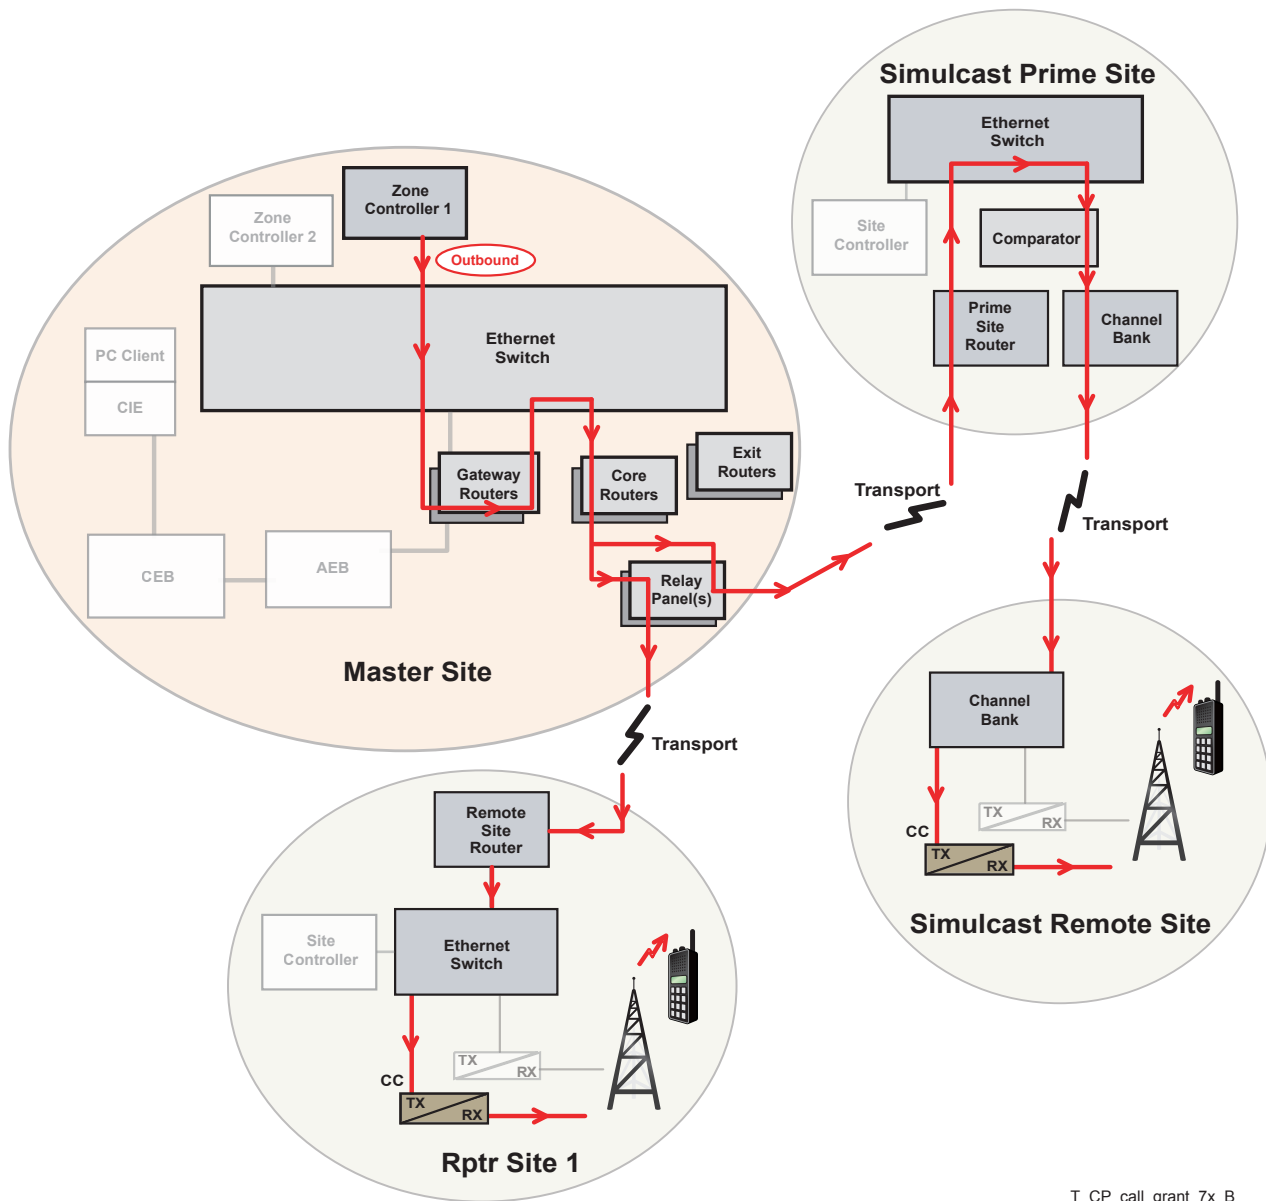 Simulcast Prime Site
Ethernet
Switch
Site
Controller
Comparator
Prime
Site
Router
Channel
Bank
Zone
Controller 1
Zone
Controller 2
Outbound
Ethernet
Switch
PC Client
CIE
Gateway
Routers
Core
Routers
Exit
Routers
CEB
AEB
Relay
Panel(s)
Master Site
Transport
Transport
Transport
Channel
Bank
TX
RX
CC
TX
RX
Simulcast Remote Site
Remote
Site
Router
Site
Controller
Ethernet
Switch
TX
RX
CC
TX
RX
Rptr Site 1
T_CP_call_grant_7x_B